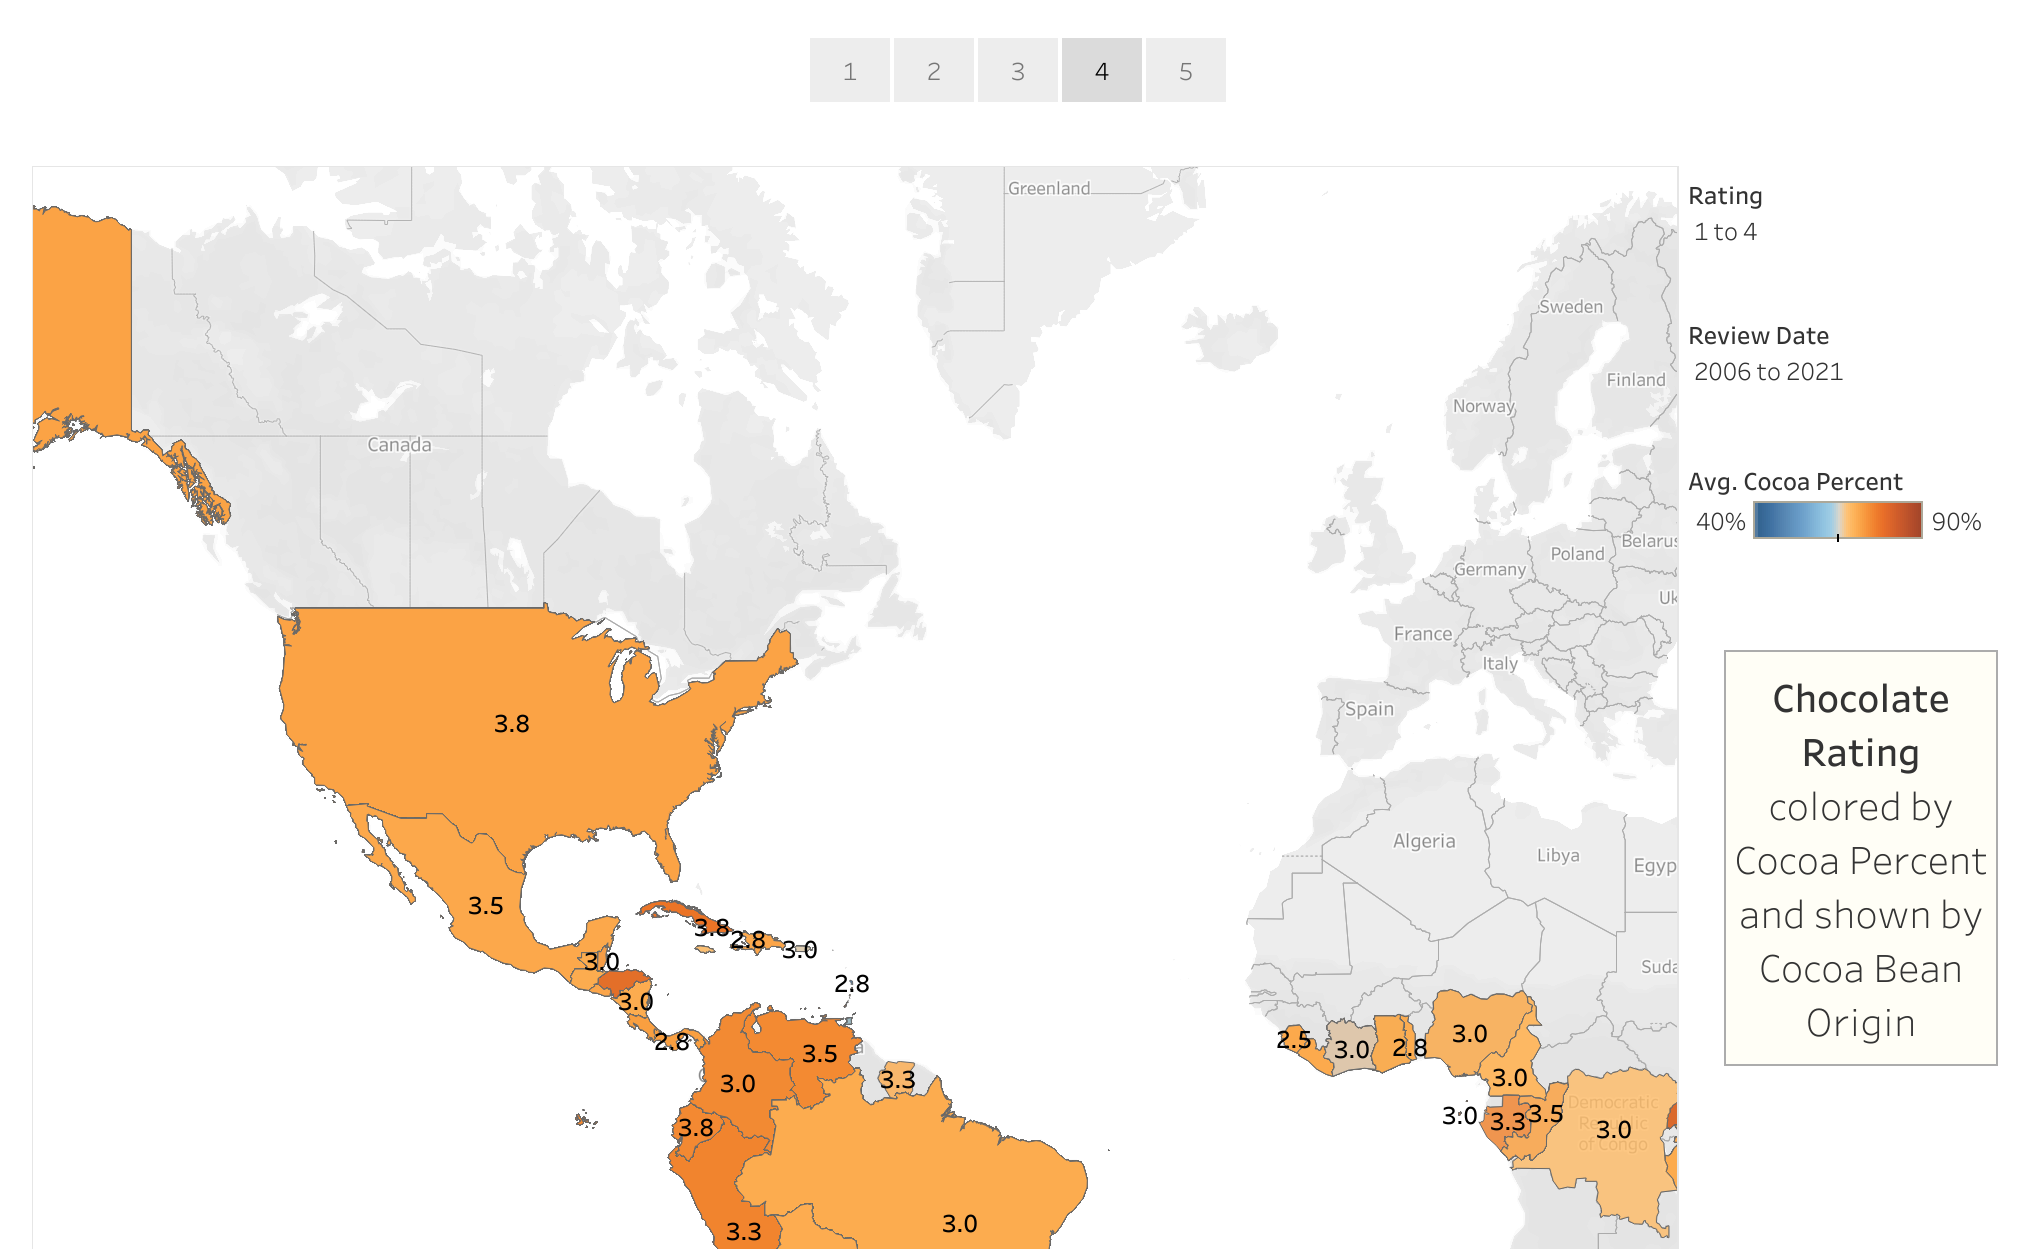 1 2 3 4 5
Greenland
Rating
1 to 4
Sweden
Review Date
2006 to 2021
Finland
Norway
Canada
Avg. Cocoa Percent
40% 90%
Belarus
Poland
Germany
Uk
France
Italy
Spain
Chocolate
Rating
colored by
Cocoa Percent
and shown by
Cocoa Bean
Origin
3.8
Algeria
Libya
Egyp
3.5
3.8
2.8
3.0
3.0
Suda
2.8
3.0
2.8
3.5
2.5
3.0
2.8
3.0
3.0
3.3
3.0
Democratic
Republic
of Congo
3.8
3.0
3.3
3.5
3.0
3.0
3.3